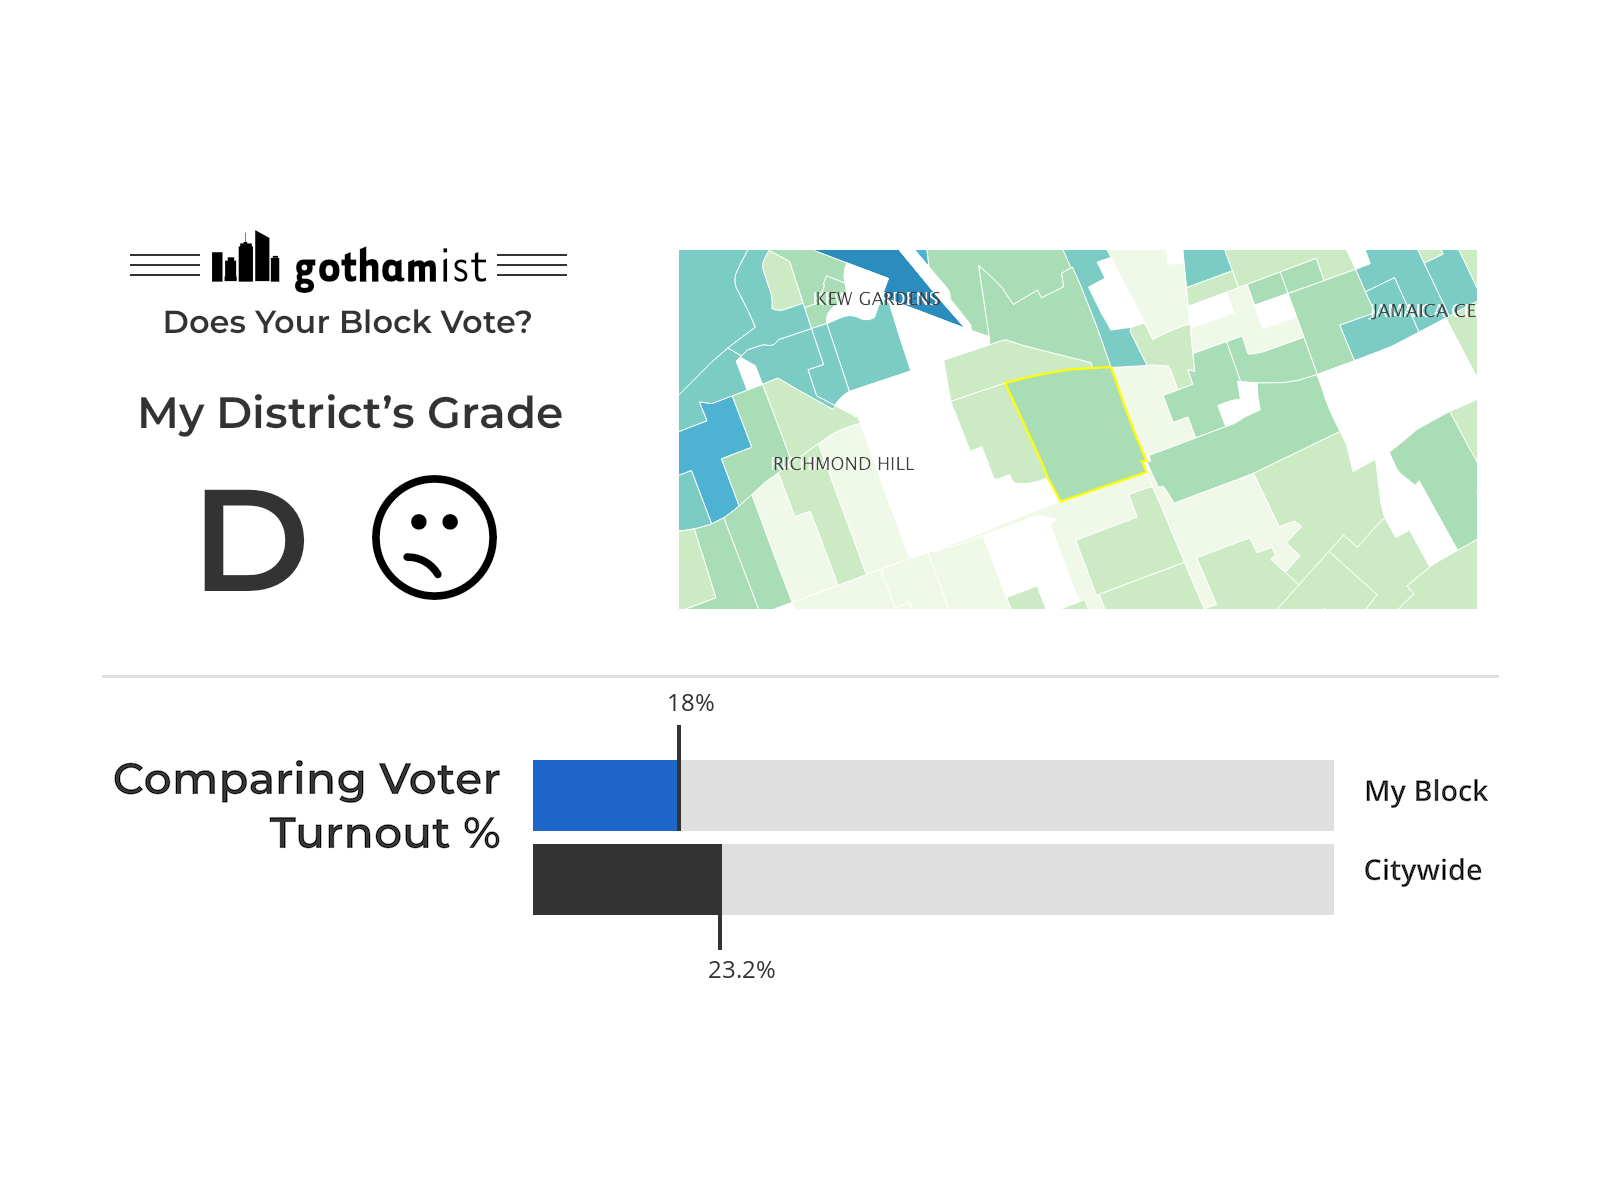 gothamist
Does Your Block Vote?
My District's Grade
D
KEW GARDENS
JAMAICA CE
RICHMOND HILL
18%
Comparing Voter
Turnout %
My Block
Citywide
23.2%